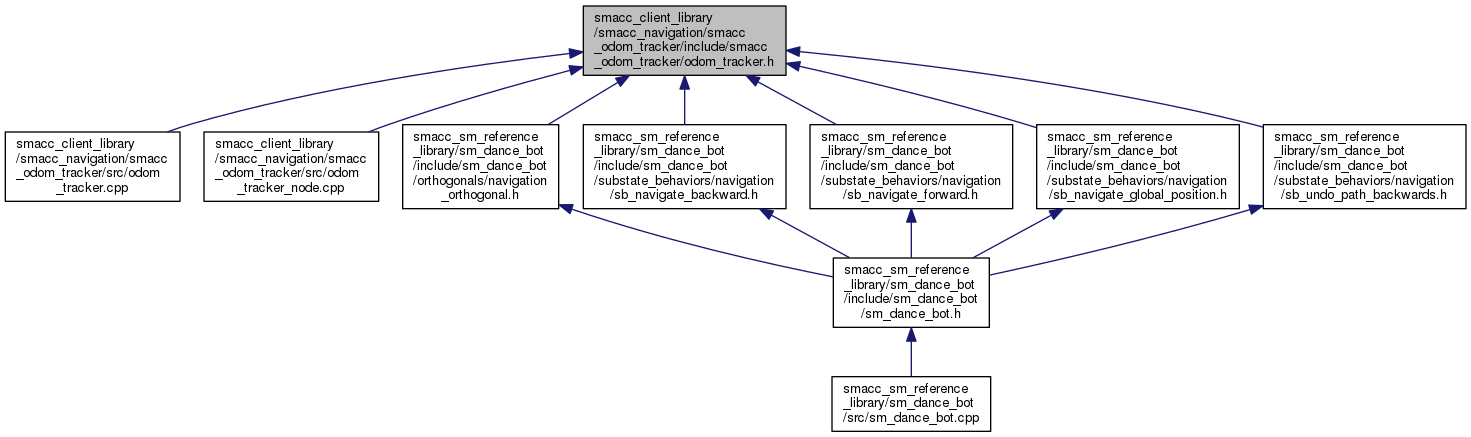 smacc_client_library
/smacc_navigation/smacc
_odom_tracker/include/smacc
_odom_tracker/odom_tracker.h
smacc_client_library
/smacc_navigation/smacc
_odom_tracker/src/odom
_tracker.cpp
smacc_client_library
/smacc_navigation/smacc
_odom_tracker/src/odom
_tracker_node.cpp
smacc_sm_reference
_library/sm_dance_bot
/include/sm_dance_bot
/orthogonals/navigation
_orthogonal.h
smacc_sm_reference
_library/sm_dance_bot
/include/sm_dance_bot
/substate_behaviors/navigation
/sb_navigate_backward.h
smacc_sm_reference
_library/sm_dance_bot
/include/sm_dance_bot
/substate_behaviors/navigation
/sb_navigate_forward.h
smacc_sm_reference
_library/sm_dance_bot
/include/sm_dance_bot
/substate_behaviors/navigation
/sb_navigate_global_position.h
smacc_sm_reference
_library/sm_dance_bot
/include/sm_dance_bot
/substate_behaviors/navigation
/sb_undo_path_backwards.h
smacc_sm_reference
_library/sm_dance_bot
/include/sm_dance_bot
/sm_dance_bot.h
smacc_sm_reference
_library/sm_dance_bot
/src/sm_dance_bot.cpp